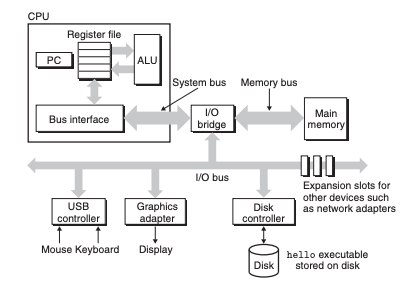 CPU
Register file
PC
ALU
System bus
Memory bus
Bus interface
I/O
bridge
Main
memory
I/O bus
Expansion slots for
other devices such
as network adapters
USB
controller
Graphics
adapter
Disk
controller
Mouse Keyboard
Display
Disk
hello executable
stored on disk